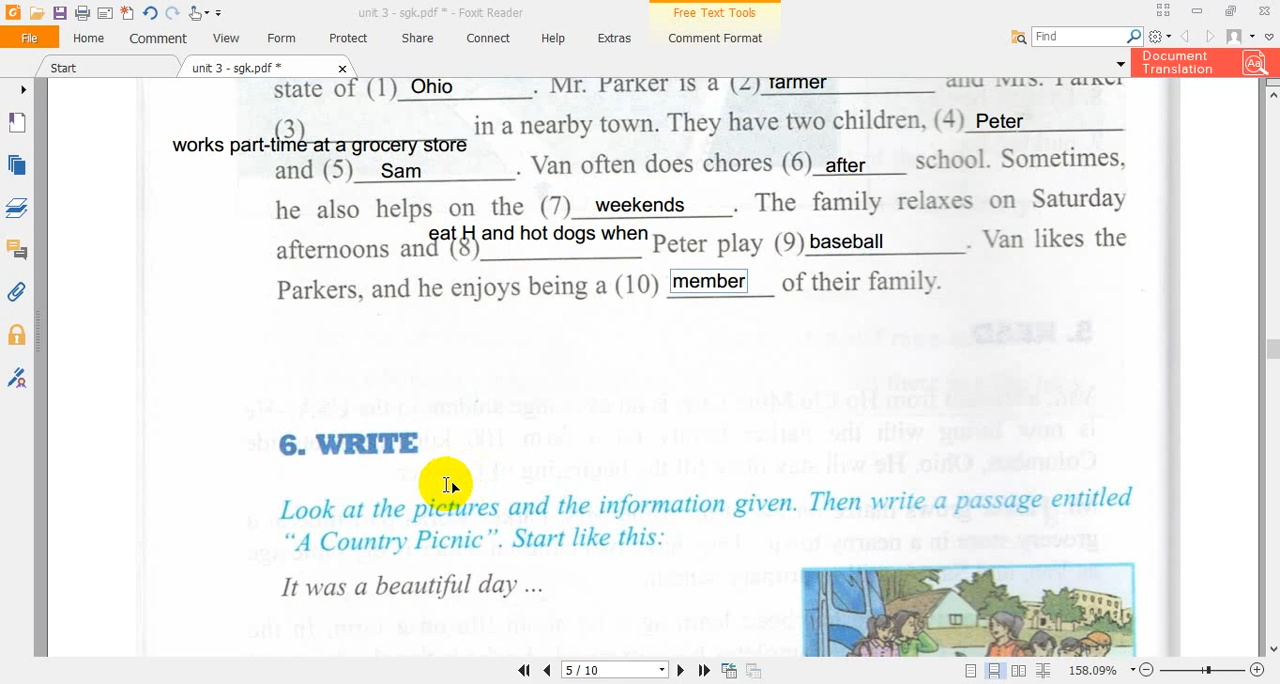 unit 3 - sgk.pdf * - Foxit Reader
Free Text Tools
File Home Comment View Form Protect Share Connect Help Extras Comment Format Find
Start unit 3 - sgk.pdf *
Document Translation
state of (1) Ohio . Mr. Parker is a (2) farmer and Mrs. Parker
(3) works part-time at a grocery store in a nearby town. They have two children, (4) Peter
and (5) Sam . Van often does chores (6) after school. Sometimes,
he also helps on the (7) weekends . The family relaxes on Saturday
afternoons and (8) eat H and hot dogs when Peter play (9) baseball . Van likes the
Parkers, and he enjoys being a (10) member of their family.
5. READ
6. WRITE
Look at the pictures and the information given. Then write a passage entitled
“A Country Picnic”. Start like this:
It was a beautiful day ...
5 / 10
158.09%